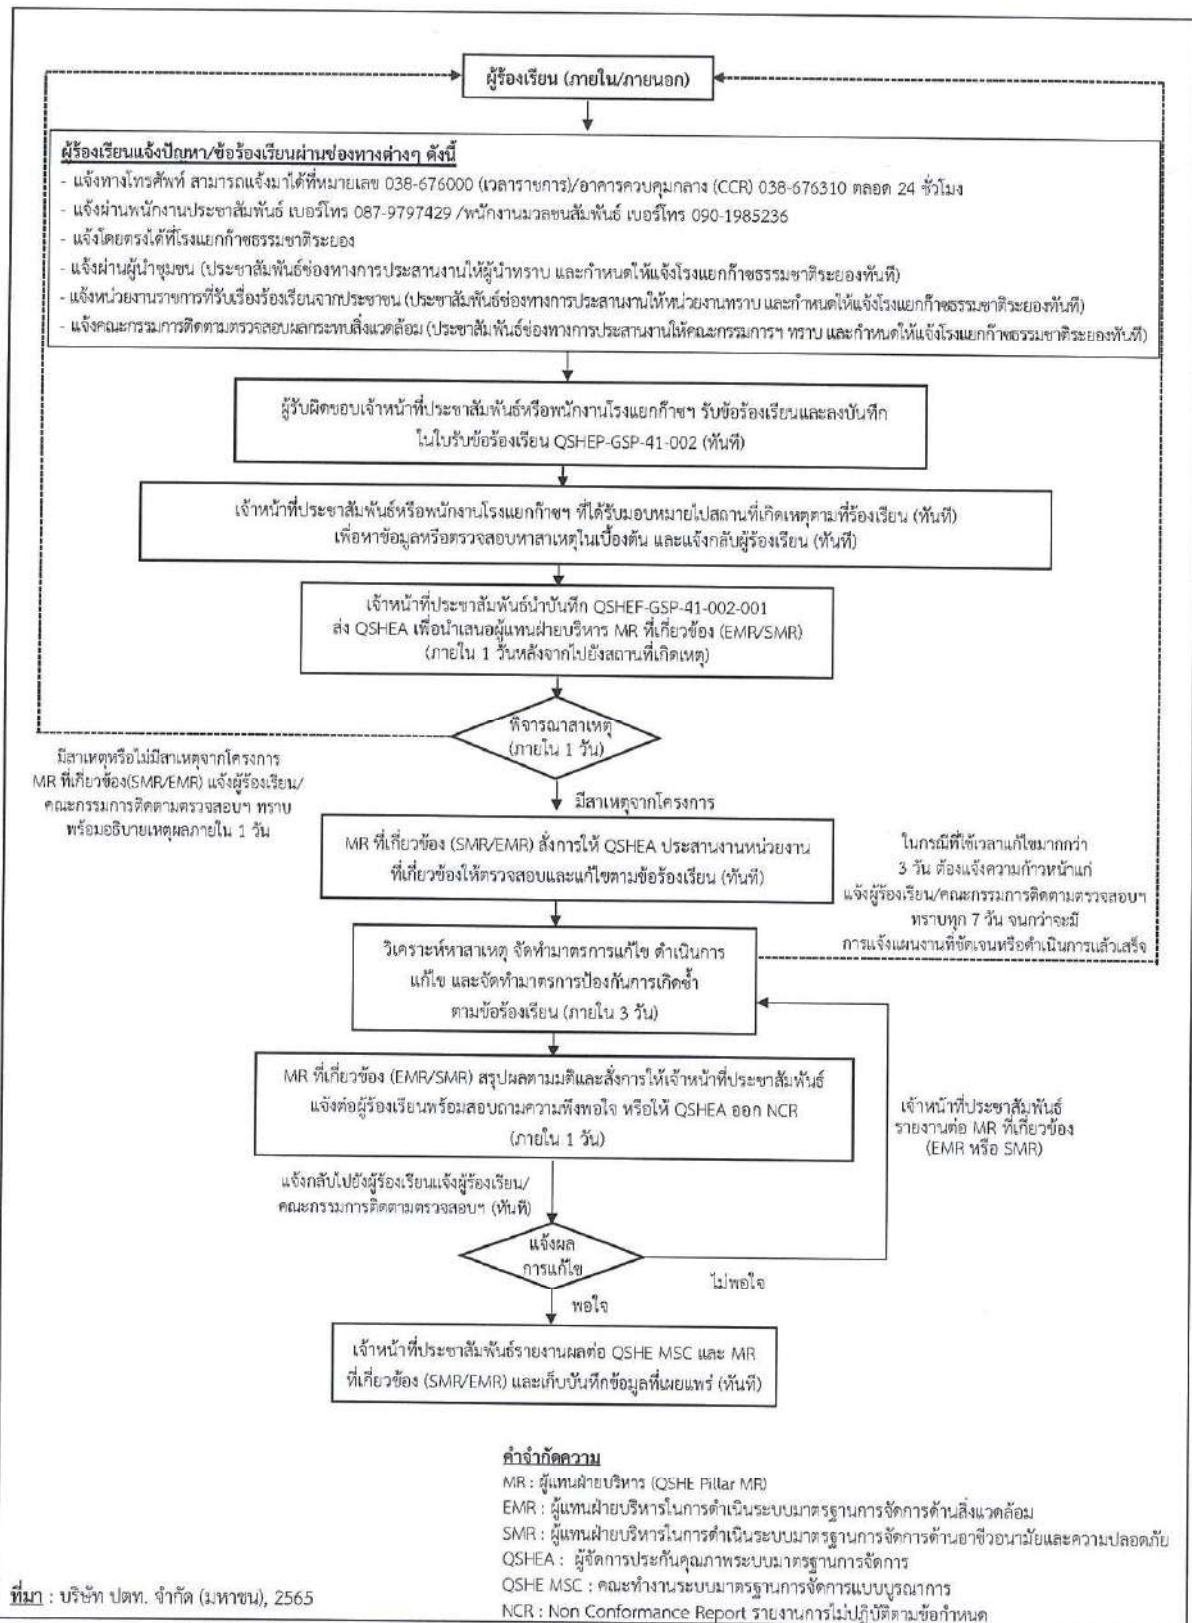 ผู้ร้องเรียน (ภายใน/ภายนอก)
ผู้ร้องเรียนแจ้งปัญหา/ข้อร้องเรียนผ่านช่องทางต่างๆ ดังนี้
- แจ้งทางโทรศัพท์ สามารถแจ้งมาได้ที่หมายเลข 038-676000 (เวลาราชการ)/อาคารควบคุมกลาง (CCR) 038-676310 ตลอด 24 ชั่วโมง
- แจ้งผ่านพนักงานประชาสัมพันธ์ เบอร์โทร 087-9797429 /พนักงานมวลชนสัมพันธ์ เบอร์โทร 090-1985236
- แจ้งโดยตรงได้ที่โรงแยกก๊าซธรรมชาติระยอง
- แจ้งผ่านผู้นำชุมชน (ประชาสัมพันธ์ช่องทางการประสานงานให้ผู้นำทราบ และกำหนดให้แจ้งโรงแยกก๊าซธรรมชาติระยองทันที)
- แจ้งหน่วยงานราชการที่รับเรื่องร้องเรียนจากประชาชน (ประชาสัมพันธ์ช่องทางการประสานงานให้หน่วยงานทราบ และกำหนดให้แจ้งโรงแยกก๊าซธรรมชาติระยองทันที)
- แจ้งคณะกรรมการติดตามตรวจสอบผลกระทบสิ่งแวดล้อม (ประชาสัมพันธ์ช่องทางการประสานงานให้คณะกรรมการฯ ทราบ และกำหนดให้แจ้งโรงแยกก๊าซธรรมชาติระยองทันที)
ผู้รับผิดชอบเจ้าหน้าที่ประชาสัมพันธ์หรือพนักงานโรงแยกก๊าซฯ รับข้อร้องเรียนและลงบันทึก
ในใบรับข้อร้องเรียน QSHEP-GSP-41-002 (ทันที)
เจ้าหน้าที่ประชาสัมพันธ์หรือพนักงานโรงแยกก๊าซฯ ที่ได้รับมอบหมายไปสถานที่เกิดเหตุตามที่ร้องเรียน (ทันที)
เพื่อหาข้อมูลหรือตรวจสอบหาสาเหตุในเบื้องต้น และแจ้งกลับผู้ร้องเรียน (ทันที)
เจ้าหน้าที่ประชาสัมพันธ์นำบันทึก QSHEF-GSP-41-002-001
ส่ง QSHEA เพื่อนำเสนอผู้แทนฝ่ายบริหาร MR ที่เกี่ยวข้อง (EMR/SMR)
(ภายใน 1 วันหลังจากไปยังสถานที่เกิดเหตุ)
พิจารณาสาเหตุ
(ภายใน 1 วัน)
มีสาเหตุหรือไม่มีสาเหตุจากโครงการ
MR ที่เกี่ยวข้อง(SMR/EMR) แจ้งผู้ร้องเรียน/
คณะกรรมการติดตามตรวจสอบฯ ทราบ
พร้อมอธิบายเหตุผลภายใน 1 วัน
มีสาเหตุจากโครงการ
MR ที่เกี่ยวข้อง (SMR/EMR) สั่งการให้ QSHEA ประสานงานหน่วยงาน
ที่เกี่ยวข้องให้ตรวจสอบและแก้ไขตามข้อร้องเรียน (ทันที)
ในกรณีที่ใช้เวลาแก้ไขมากกว่า
3 วัน ต้องแจ้งความก้าวหน้าแก่
แจ้งผู้ร้องเรียน/คณะกรรมการติดตามตรวจสอบฯ
ทราบทุก 7 วัน จนกว่าจะมี
การแจ้งแผนงานที่ชัดเจนหรือดำเนินการแล้วเสร็จ
วิเคราะห์หาสาเหตุ จัดทำมาตรการแก้ไข ดำเนินการ
แก้ไข และจัดทำมาตรการป้องกันการเกิดซ้ำ
ตามข้อร้องเรียน (ภายใน 3 วัน)
MR ที่เกี่ยวข้อง (EMR/SMR) สรุปผลตามมติและสั่งการให้เจ้าหน้าที่ประชาสัมพันธ์
แจ้งต่อผู้ร้องเรียนพร้อมสอบถามความพึงพอใจ หรือให้ QSHEA ออก NCR
(ภายใน 1 วัน)
เจ้าหน้าที่ประชาสัมพันธ์
รายงานต่อ MR ที่เกี่ยวข้อง
(EMR หรือ SMR)
แจ้งกลับไปยังผู้ร้องเรียนแจ้งผู้ร้องเรียน/
คณะกรรมการติดตามตรวจสอบฯ (ทันที)
แจ้งผล
การแก้ไข
ไม่พอใจ
พอใจ
เจ้าหน้าที่ประชาสัมพันธ์รายงานผลต่อ QSHE MSC และ MR
ที่เกี่ยวข้อง (SMR/EMR) และเก็บบันทึกข้อมูลที่เผยแพร่ (ทันที)
คำจำกัดความ
MR : ผู้แทนฝ่ายบริหาร (QSHE Pillar MR)
EMR : ผู้แทนฝ่ายบริหารในการดำเนินระบบมาตรฐานการจัดการด้านสิ่งแวดล้อม
SMR : ผู้แทนฝ่ายบริหารในการดำเนินระบบมาตรฐานการจัดการด้านอาชีวอนามัยและความปลอดภัย
QSHEA : ผู้จัดการประกันคุณภาพระบบมาตรฐานการจัดการ
QSHE MSC : คณะทำงานระบบมาตรฐานการจัดการแบบบูรณาการ
NCR : Non Conformance Report รายงานการไม่ปฏิบัติตามข้อกำหนด
ที่มา : บริษัท ปตท. จำกัด (มหาชน), 2565